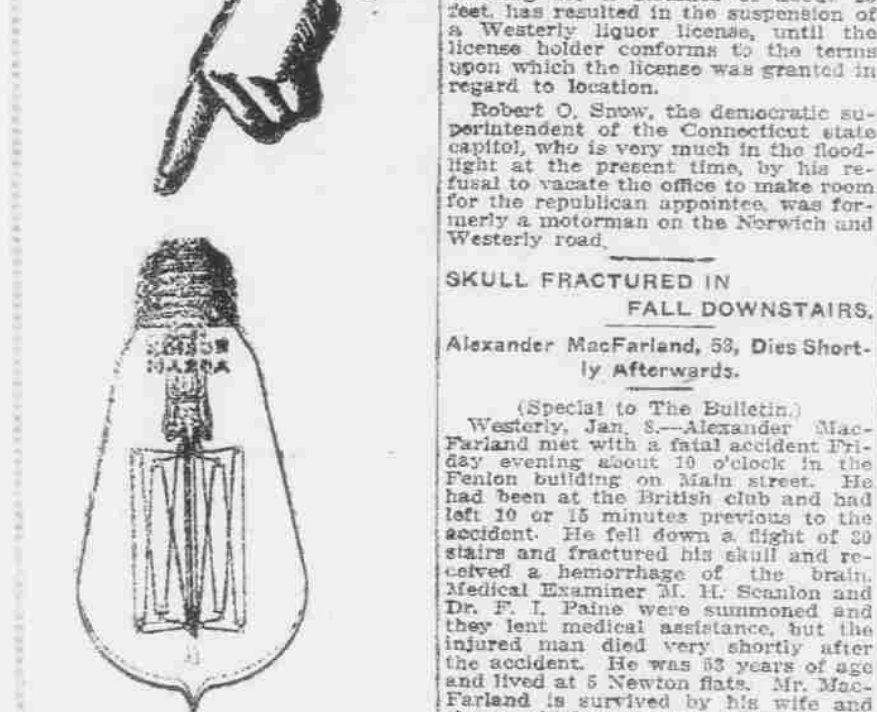 EDISON
MAZDA
feet, has resulted in the suspension of
a Westerly liquor license, until the
license holder conforms to the terms
upon which the license was granted in
regard to location.
Robert O. Snow, the democratic su-
perintendent of the Connecticut state
capitol, who is very much in the flood-
light at the present time, by his re-
fusal to vacate the office to make room
for the republican appointee, was for-
merly a motorman on the Norwich and
Westerly road.
SKULL FRACTURED IN
FALL DOWNSTAIRS.
Alexander MacFarland, 53, Dies Short-
ly Afterwards.
(Special to The Bulletin.)
Westerly, Jan. 8.—Alexander Mac-
Farland met with a fatal accident Fri-
day evening about 10 o'clock in the
Fenlon building on Main street. He
had been at the British club and had
left 10 or 15 minutes previous to the
accident. He fell down a flight of 30
stairs and fractured his skull and re-
ceived a hemorrhage of the brain.
Medical Examiner M. H. Scanlon and
Dr. F. I. Paine were summoned and
they lent medical assistance, but the
injured man died very shortly after
the accident. He was 53 years of age
and lived at 5 Newton flats. Mr. Mac-
Farland is survived by his wife and